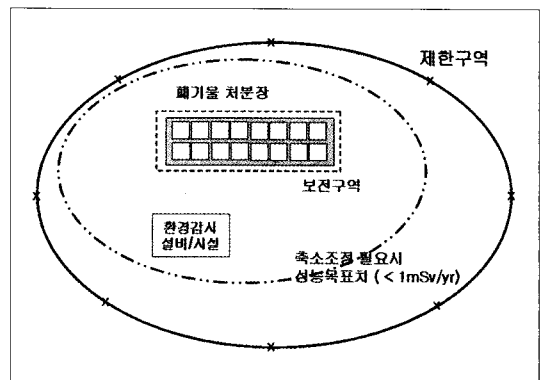 제한구역
폐기물 처분장
보전구역
환경감시
설비/시설
축소조정 필요시
성능목표치 ( < 1mSv/yr)